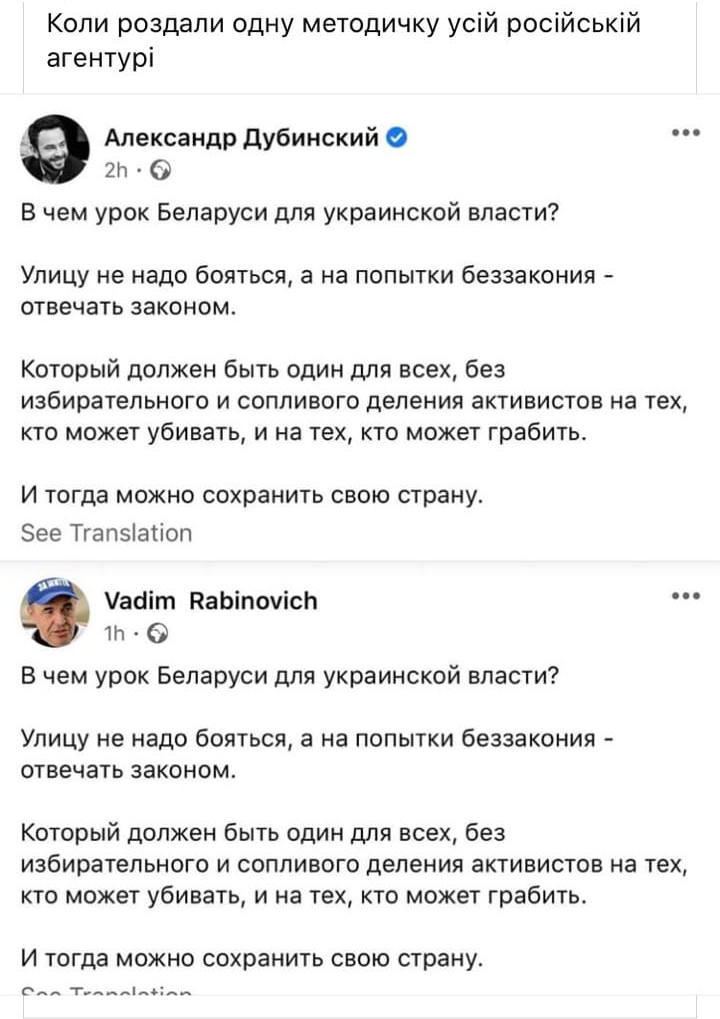 Коли роздали одну методичку усій російській
агентурі
Александр Дубинский
2h
В чем урок Беларуси для украинской власти?
Улицу не надо бояться, а на попытки беззакония -
отвечать законом.
Который должен быть один для всех, без
избирательного и сопливого деления активистов на тех,
кто может убивать, и на тех, кто может грабить.
И тогда можно сохранить свою страну.
See Translation
Vadim Rabinovich
1h
В чем урок Беларуси для украинской власти?
Улицу не надо бояться, а на попытки беззакония -
отвечать законом.
Который должен быть один для всех, без
избирательного и сопливого деления активистов на тех,
кто может убивать, и на тех, кто может грабить.
И тогда можно сохранить свою страну.